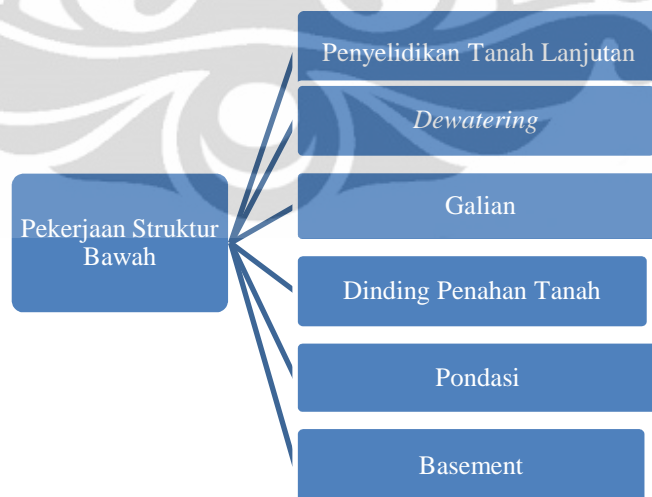 Penyelidikan Tanah Lanjutan
Dewatering
Galian
Pekerjaan Struktur
Bawah
Dinding Penahan Tanah
Pondasi
Basement